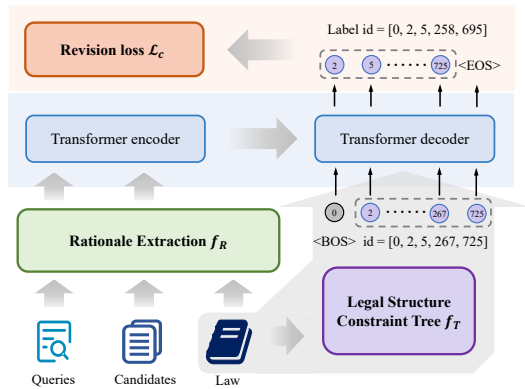 Label id = [0, 2, 5, 258, 695]
Revision loss ℒc
2 5 ······ 725 <EOS>
Transformer encoder
Transformer decoder
0 2 ······ 267 725
<BOS> id = [0, 2, 5, 267, 725]
Rationale Extraction fR
Legal Structure
Constraint Tree fT
Queries
Candidates
Law